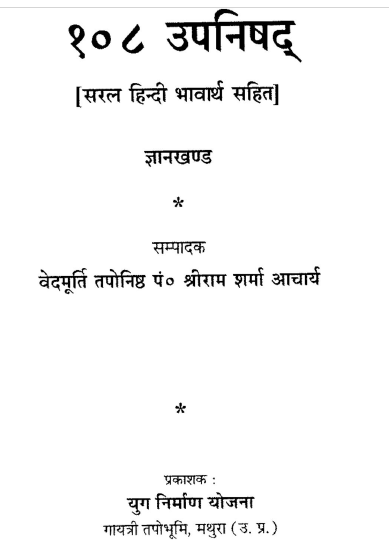 १०८ उपनिषद्
[सरल हिन्दी भावार्थ सहित]
ज्ञानखण्ड
*
सम्पादक
वेदमूर्ति तपोनिष्ठ पं० श्रीराम शर्मा आचार्य
*
प्रकाशक :
युग निर्माण योजना
गायत्री तपोभूमि, मथुरा (उ. प्र.)